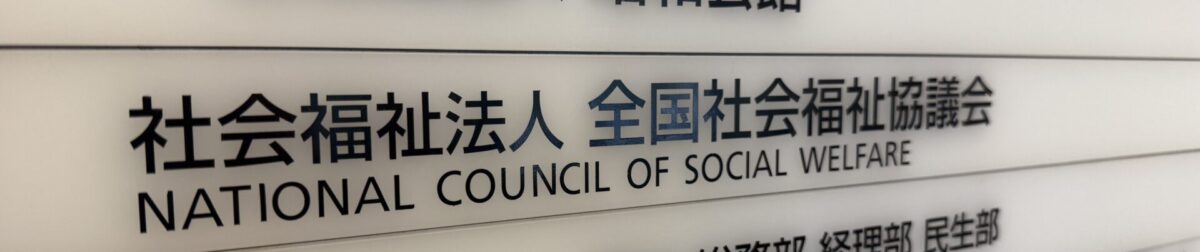 社会福祉法人 全国社会福祉協議会
NATIONAL COUNCIL OF SOCIAL WELFARE
経理部 民生部